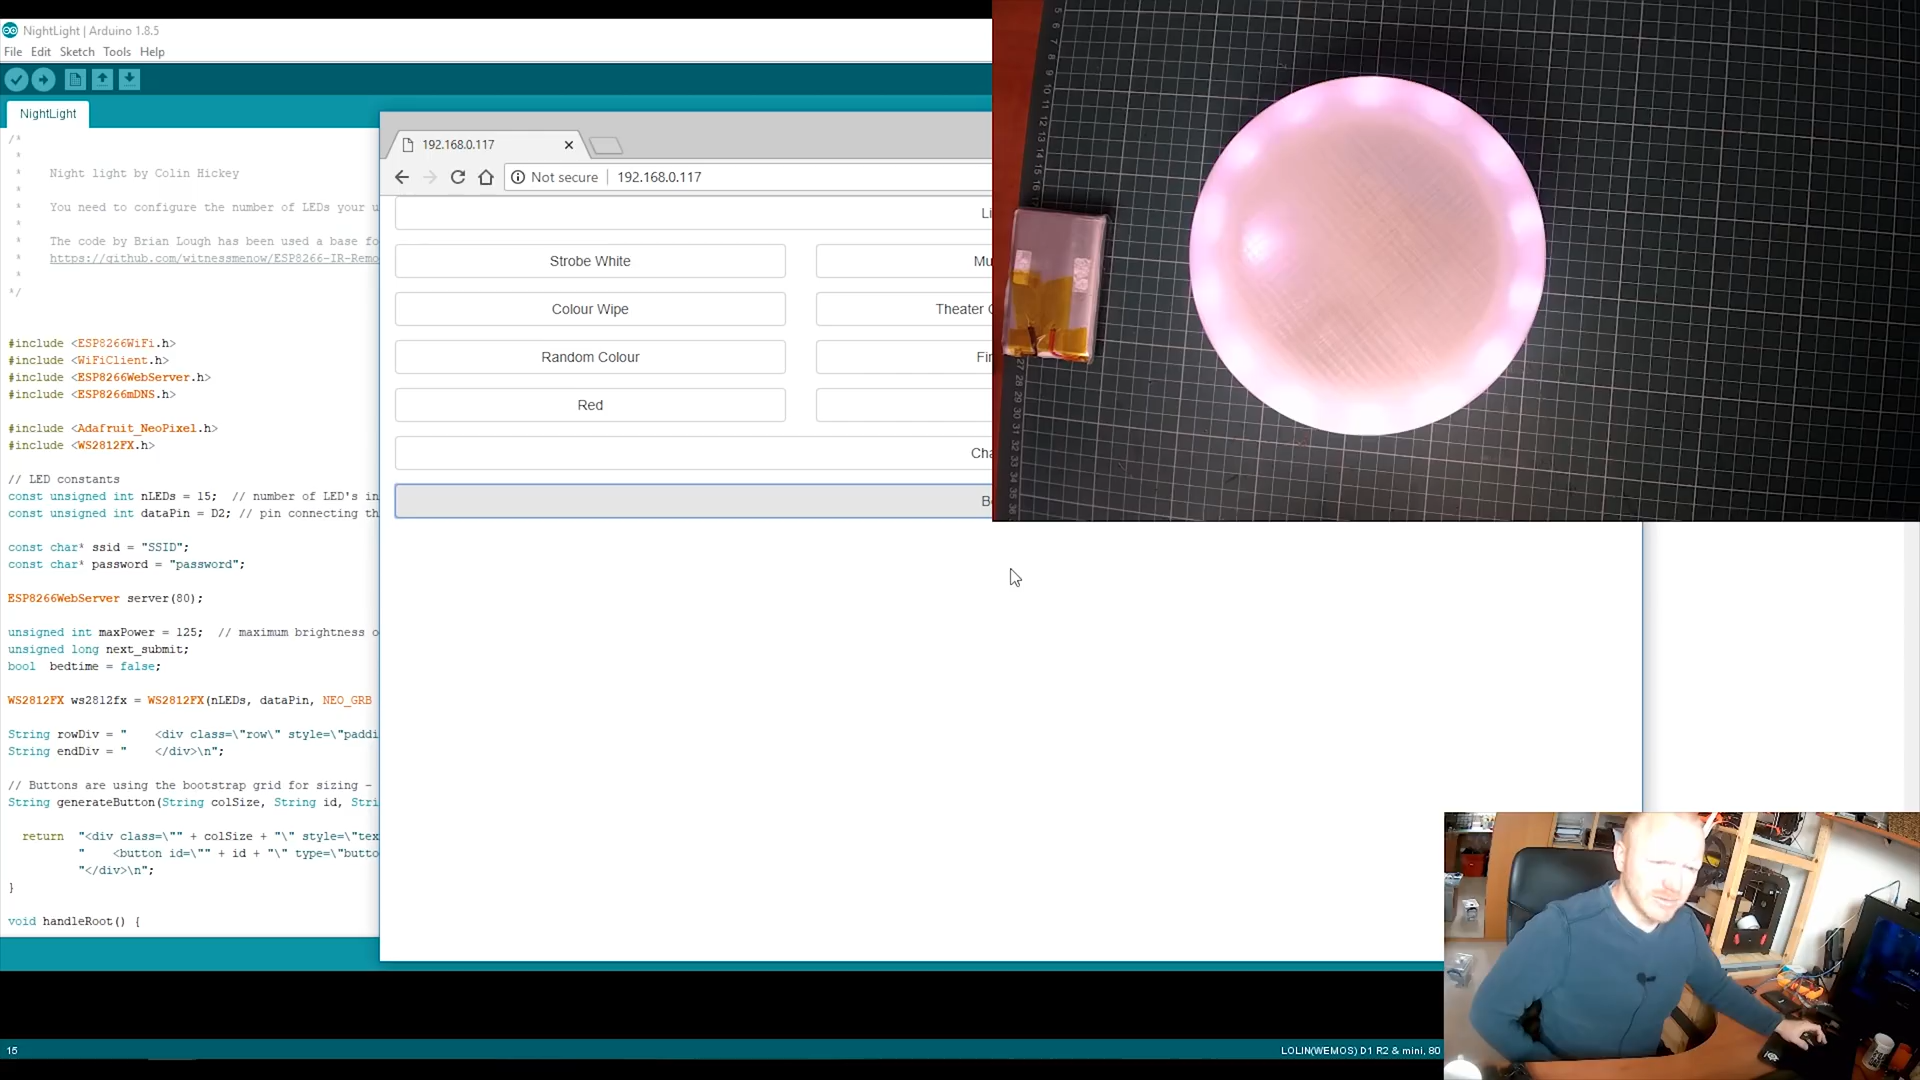 NightLight | Arduino 1.8.5
File Edit Sketch Tools Help
NightLight
/*
*
* Night light by Colin Hickey
*
* You need to configure the number of LEDs your u
*
* The code by Brian Lough has been used a base fo
* https://github.com/witnessmenow/ESP8266-IR-Remo
*
*/
#include <ESP8266WiFi.h>
#include <WiFiClient.h>
#include <ESP8266WebServer.h>
#include <ESP8266mDNS.h>
#include <Adafruit_NeoPixel.h>
#include <WS2812FX.h>
// LED constants
const unsigned int nLEDs = 15; // number of LED's in
const unsigned int dataPin = D2; // pin connecting th
const char* ssid = "SSID";
const char* password = "password";
ESP8266WebServer server(80);
unsigned int maxPower = 125; // maximum brightness o
unsigned long next_submit;
bool bedtime = false;
WS2812FX ws2812fx = WS2812FX(nLEDs, dataPin, NEO_GRB
String rowDiv = " <div class=\"row\" style=\"paddi
String endDiv = " </div>\n";
// Buttons are using the bootstrap grid for sizing -
String generateButton(String colSize, String id, Stri
return "<div class=\"" + colSize + "\" style=\"tex
" <button id=\"" + id + "\" type=\"butto
"</div>\n";
}
void handleRoot() {
192.168.0.117
Not secure | 192.168.0.117
Li
Strobe White
Mu
Colour Wipe
Theater C
Random Colour
Fir
Red
Cha
B
15
LOLIN(WEMOS) D1 R2 & mini, 80